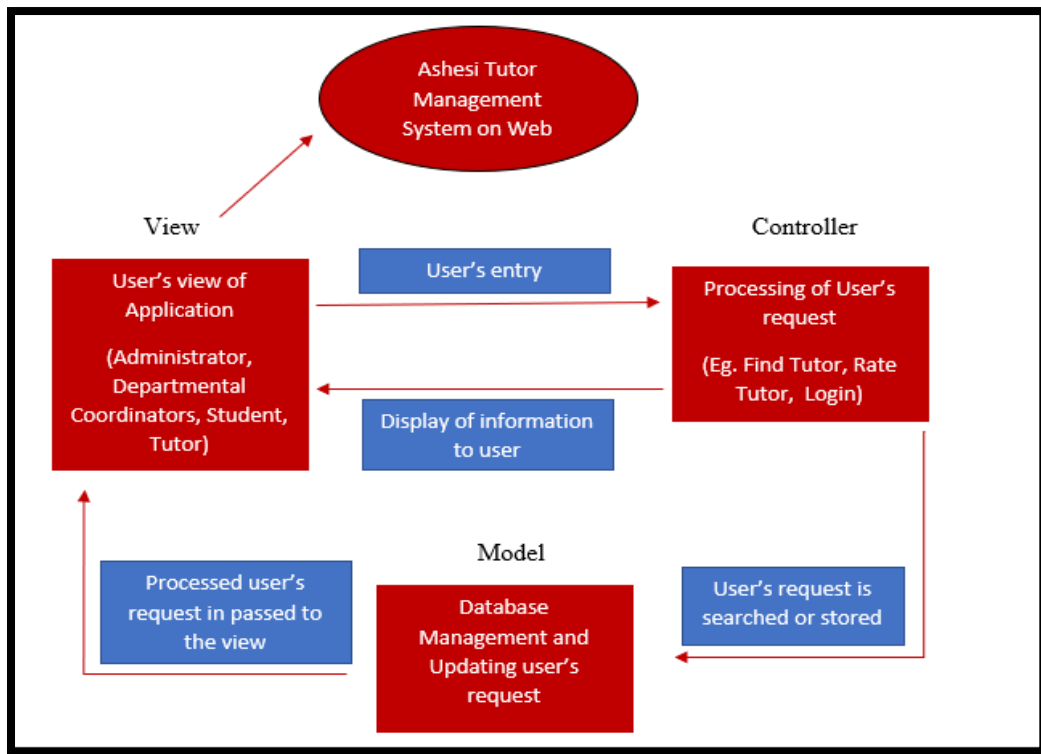 Ashesi Tutor
Management
System on Web
View
Controller
User's view of
Application
(Administrator,
Departmental
Coordinators, Student,
Tutor)
User's entry
Processing of User's
request
(Eg. Find Tutor, Rate
Tutor, Login)
Display of information
to user
Model
Processed user's
request in passed to
the view
Database
Management and
Updating user's
request
User's request is
searched or stored